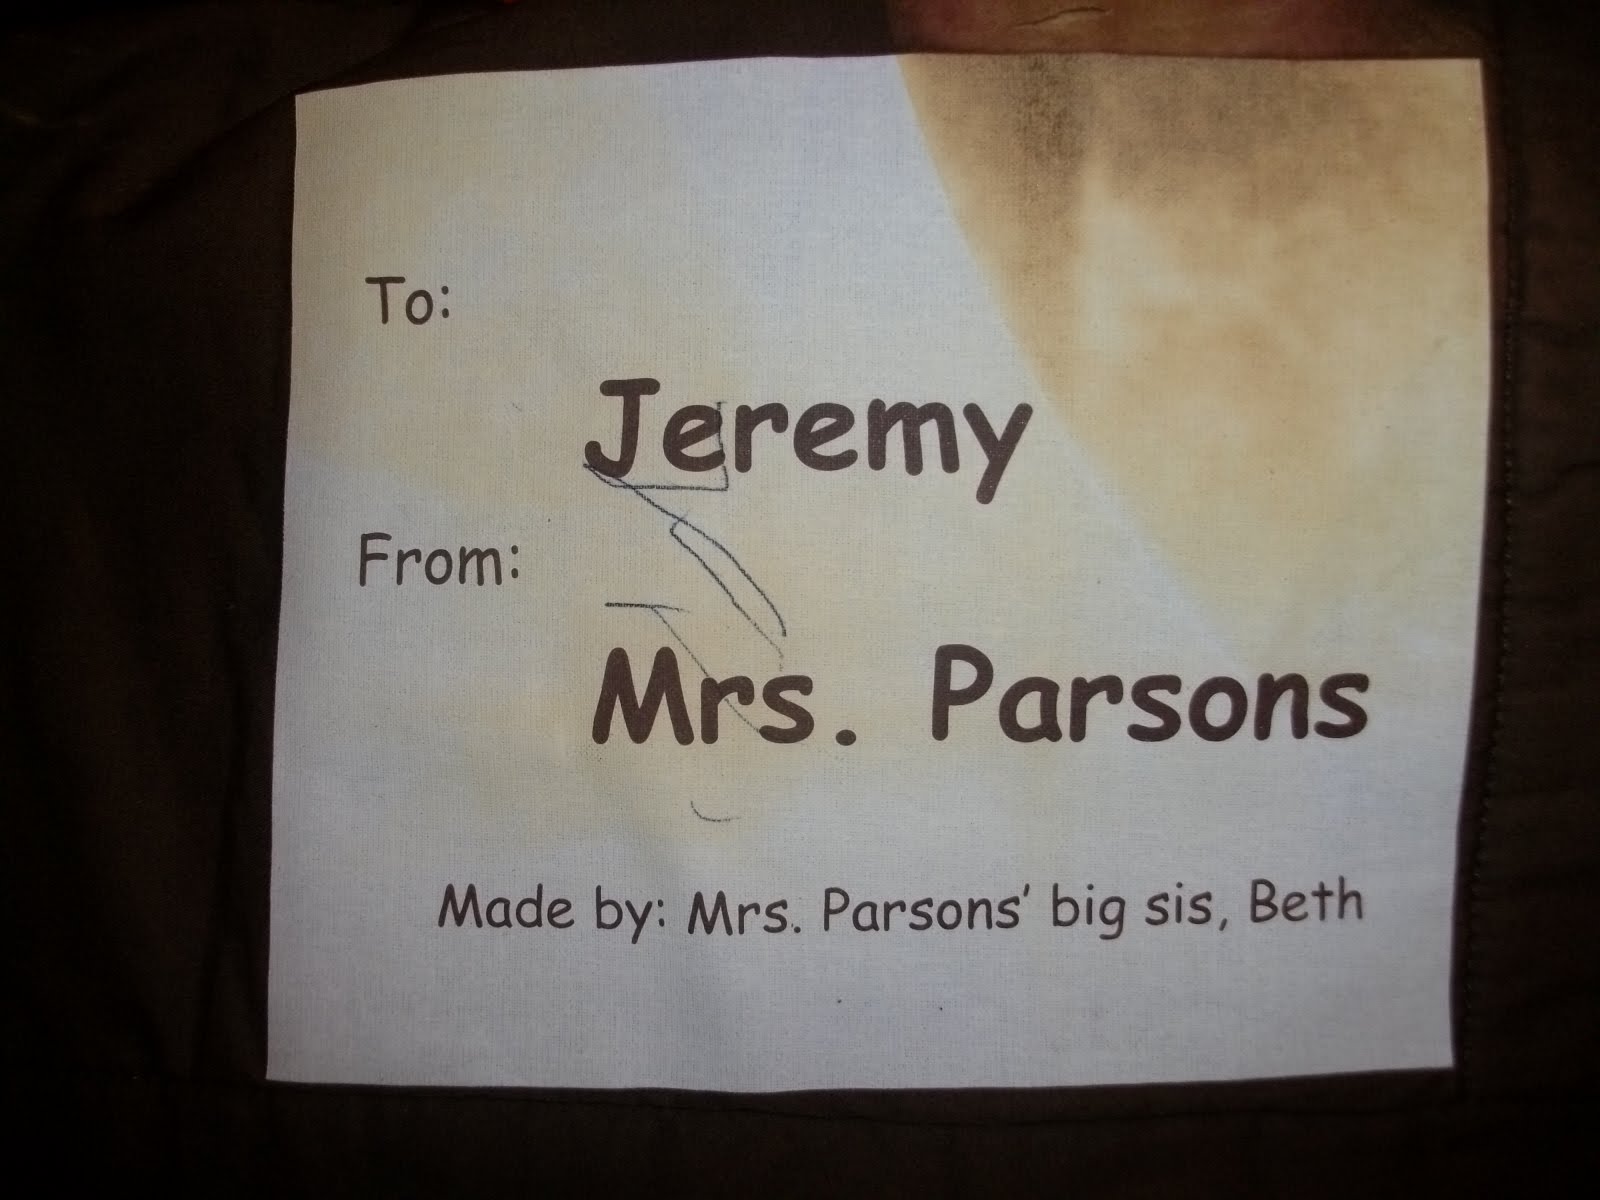 To:
Jeremy
From:
Mrs. Parsons
Made by: Mrs. Parsons' big sis, Beth